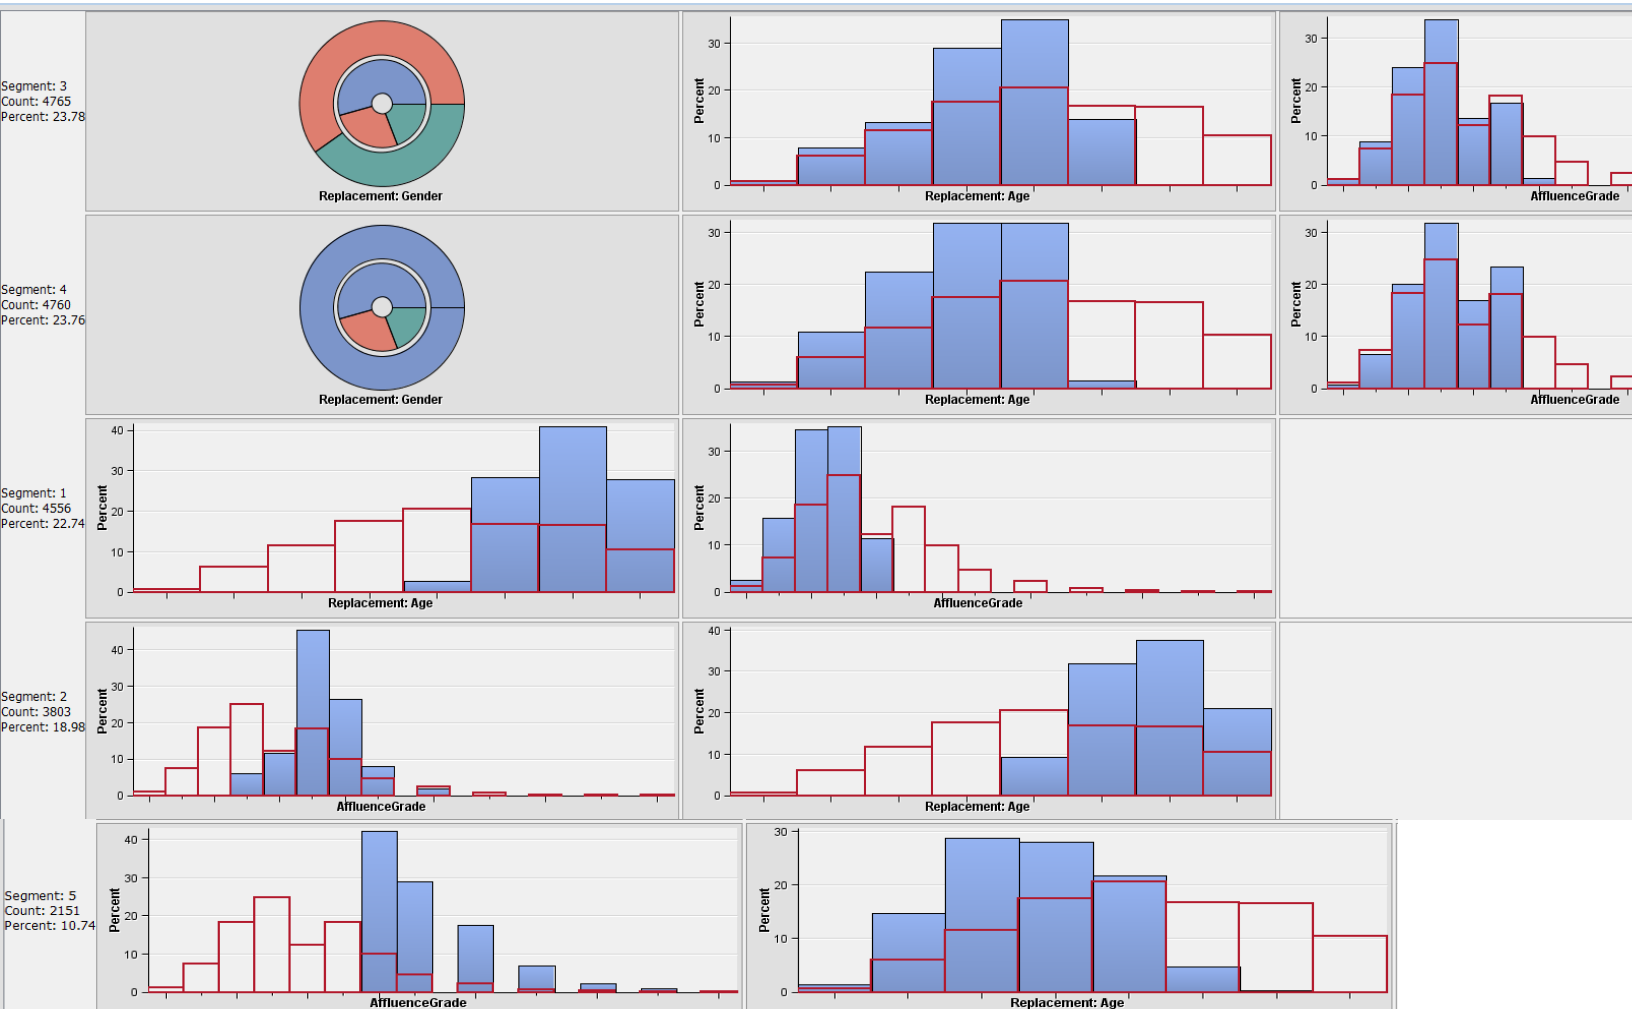 Segment: 3
Count: 4765
Percent: 23.78
Replacement: Gender
Percent
30
20
10
0
Replacement: Age
Percent
30
20
10
0
AffluenceGrade
Segment: 4
Count: 4760
Percent: 23.76
Replacement: Gender
Percent
30
20
10
0
Replacement: Age
Percent
30
20
10
0
AffluenceGrade
Segment: 1
Count: 4556
Percent: 22.74
Percent
40
30
20
10
0
Replacement: Age
Percent
30
20
10
0
AffluenceGrade
Segment: 2
Count: 3803
Percent: 18.98
Percent
40
30
20
10
0
AffluenceGrade
Percent
40
30
20
10
0
Replacement: Age
Segment: 5
Count: 2151
Percent: 10.74
Percent
40
30
20
10
0
AffluenceGrade
Percent
30
20
10
0
Replacement: Age